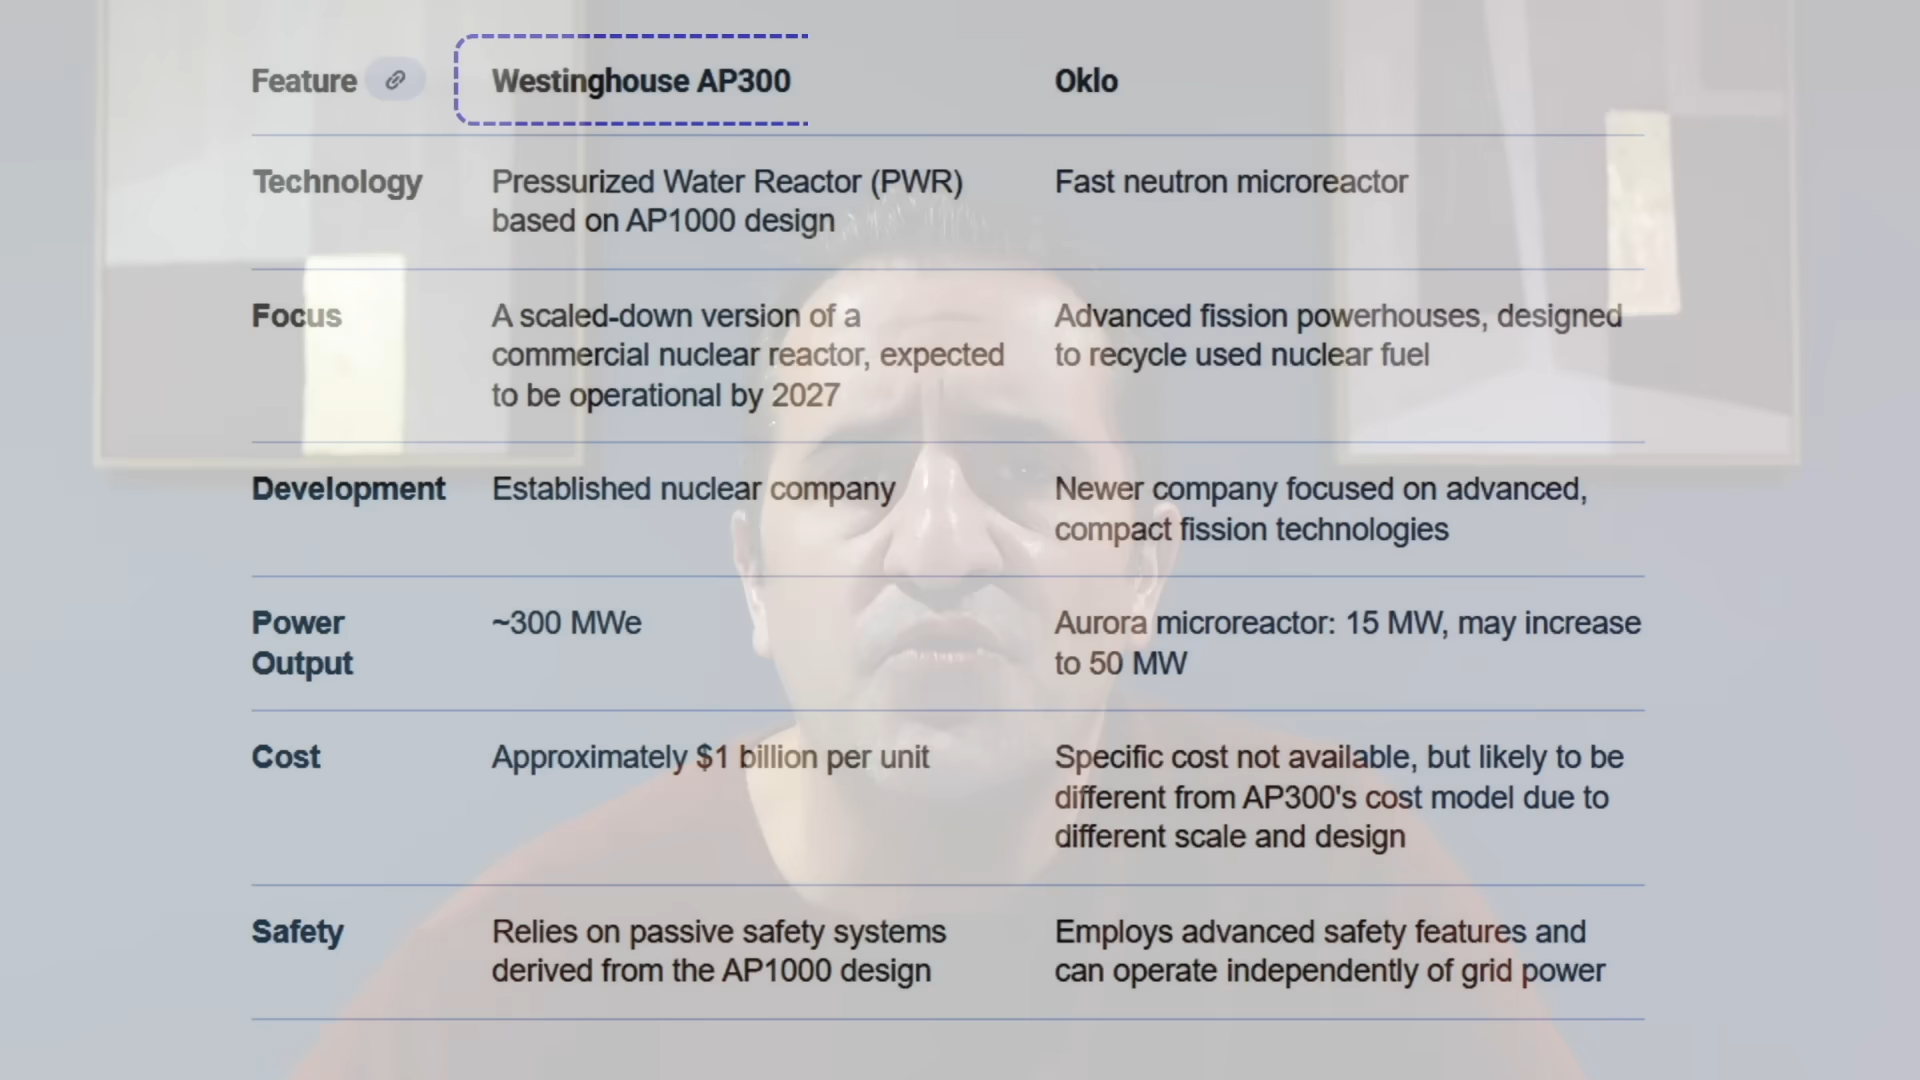 Feature Westinghouse AP300 Oklo
Technology Pressurized Water Reactor (PWR) Fast neutron microreactor
based on AP1000 design
Focus A scaled-down version of a Advanced fission powerhouses, designed
commercial nuclear reactor, expected to recycle used nuclear fuel
to be operational by 2027
Development Established nuclear company Newer company focused on advanced,
compact fission technologies
Power ~300 MWe Aurora microreactor: 15 MW, may increase
Output to 50 MW
Cost Approximately $1 billion per unit Specific cost not available, but likely to be
different from AP300's cost model due to
different scale and design
Safety Relies on passive safety systems Employs advanced safety features and
derived from the AP1000 design can operate independently of grid power